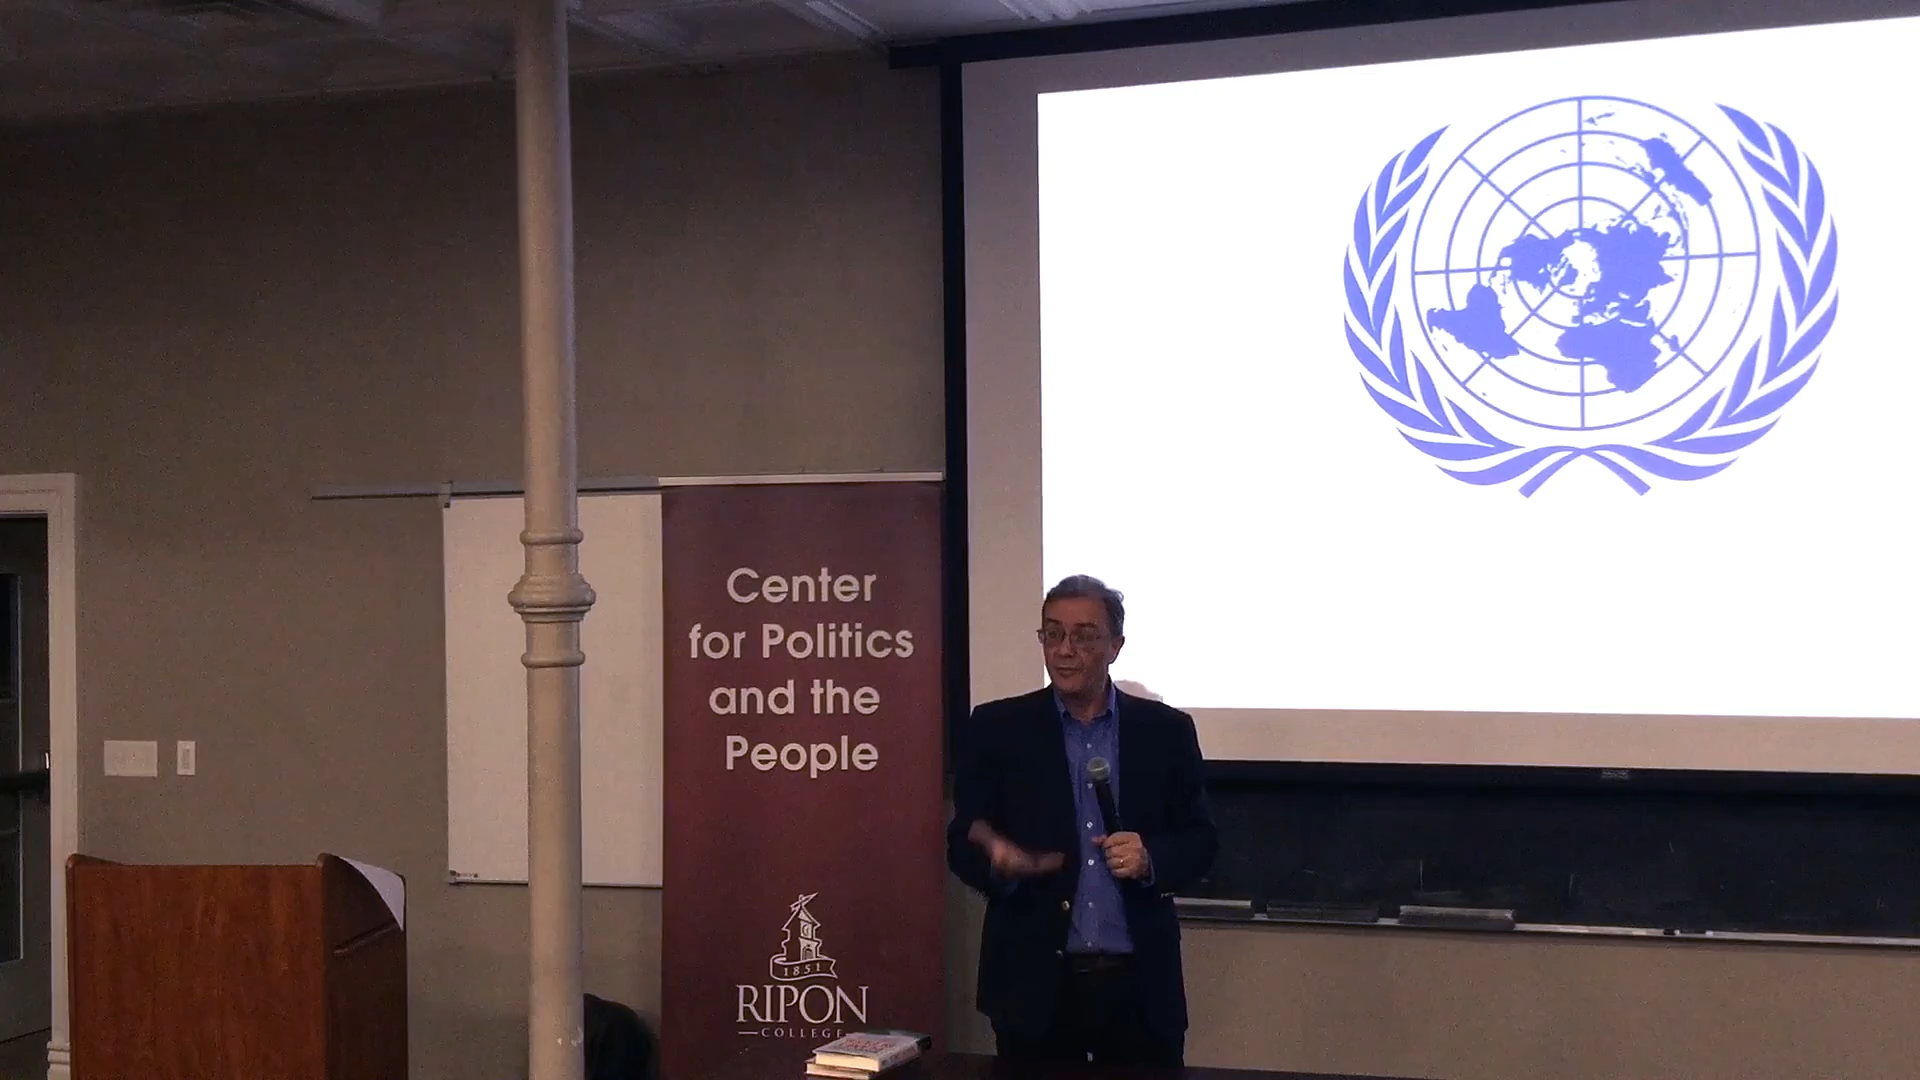 Center
for Politics
and the
People
1851
RIPON
COLLEGE